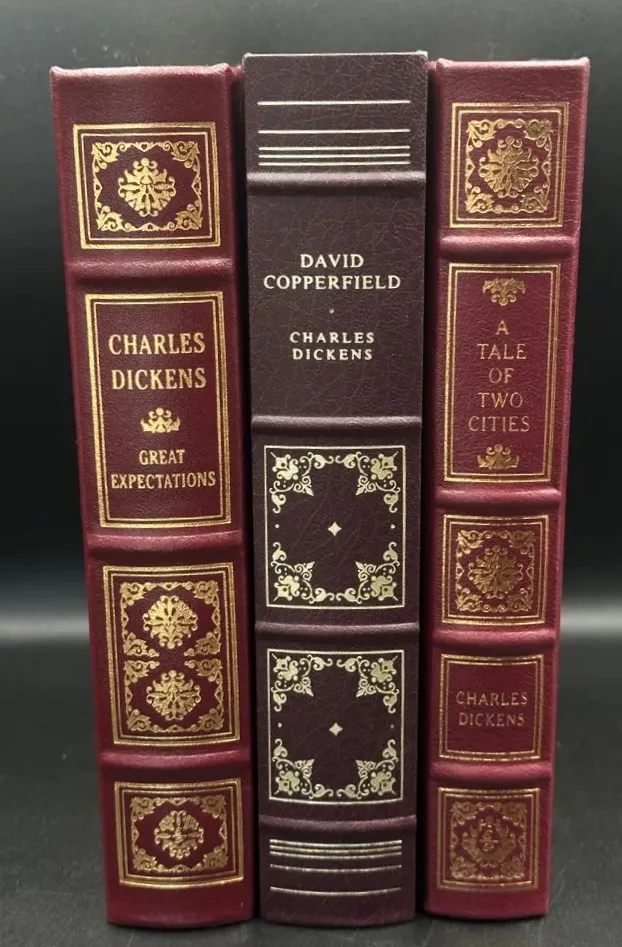 CHARLES
DICKENS
GREAT
EXPECTATIONS
DAVID
COPPERFIELD
CHARLES
DICKENS
A
TALE
OF
TWO
CITIES
CHARLES
DICKENS